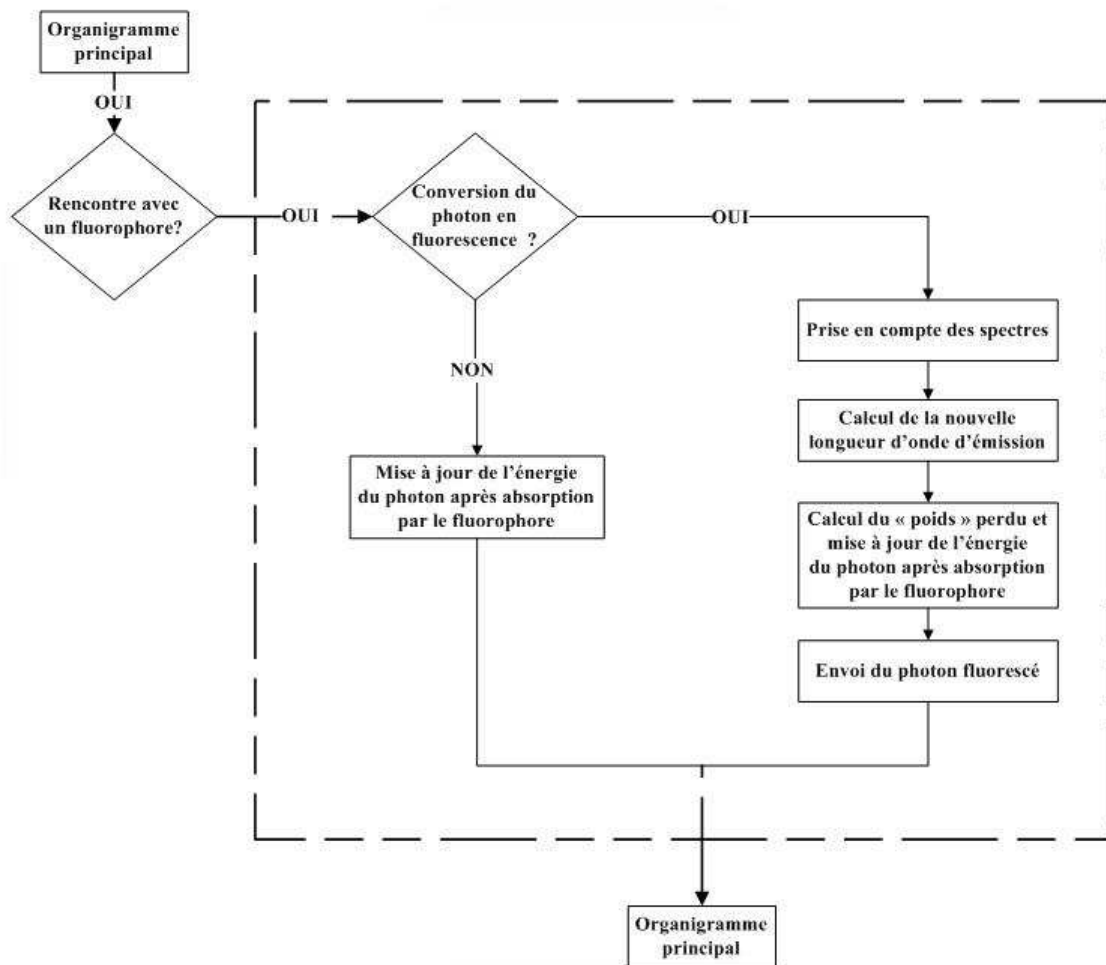 Organigramme
principal
OUI
Rencontre avec
un fluorophore?
OUI
Conversion du
photon en
fluorescence ?
OUI
NON
Mise à jour de l'énergie
du photon après absorption
par le fluorophore
Prise en compte des spectres
Calcul de la nouvelle
longueur d'onde d'émission
Calcul du « poids » perdu et
mise à jour de l'énergie
du photon après absorption
par le fluorophore
Envoi du photon fluorescé
Organigramme
principal